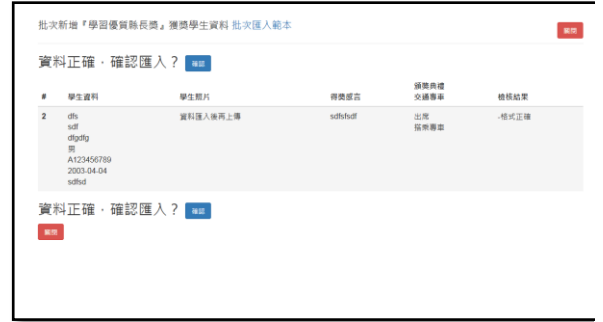 批次新增『學習優質縣長獎』獲獎學生資料 批次匯入範本
關閉
資料正確,確認匯入? 確認
# 學生資料 學生照片 得獎感言 頒獎典禮 交通專車 檢核結果
2 dfs 資料匯入後再上傳 sdfsfsdf 出席 -格式正確
sdf 搭乘專車
dfgdfg
男
A123456789
2003-04-04
sdfsd
資料正確,確認匯入? 確認
關閉